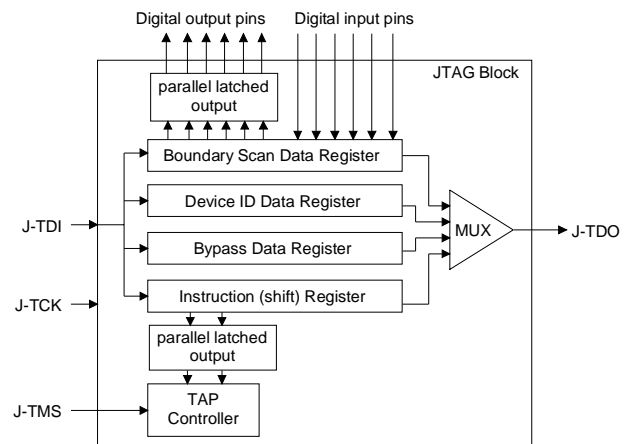 Digital output pins
Digital input pins
JTAG Block
parallel latched
output
Boundary Scan Data Register
Device ID Data Register
J-TDI
MUX
J-TDO
Bypass Data Register
J-TCK
Instruction (shift) Register
parallel latched
output
J-TMS
TAP
Controller